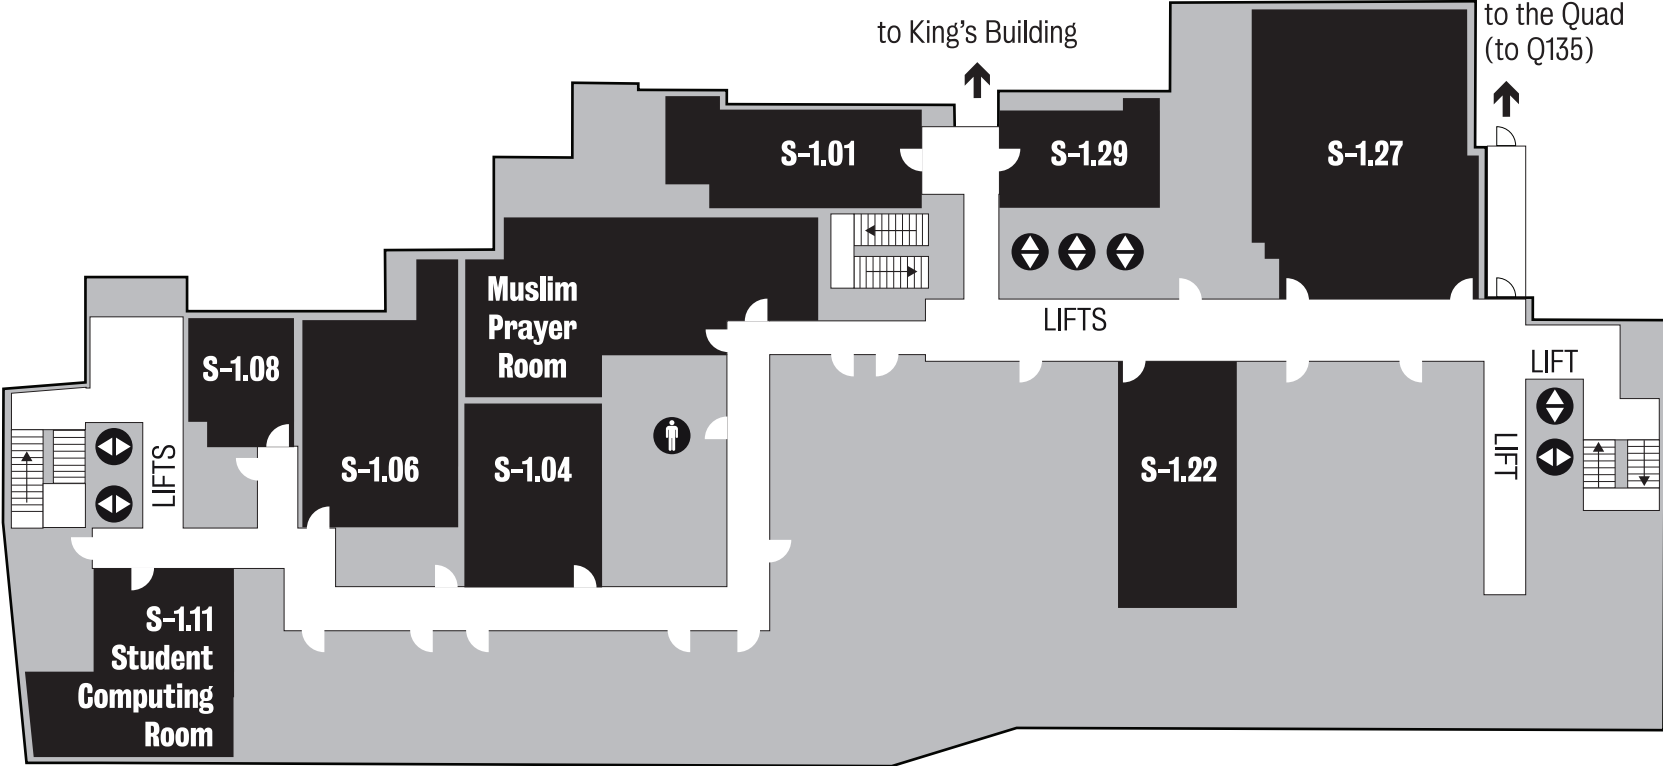 to King's Building
to the Quad
(to Q135)
S-1.01
S-1.29
S-1.27
Muslim
Prayer
Room
LIFTS
S-1.08
LIFT
S-1.06
S-1.04
S-1.22
LIFTS
LIFT
S-1.11
Student
Computing
Room